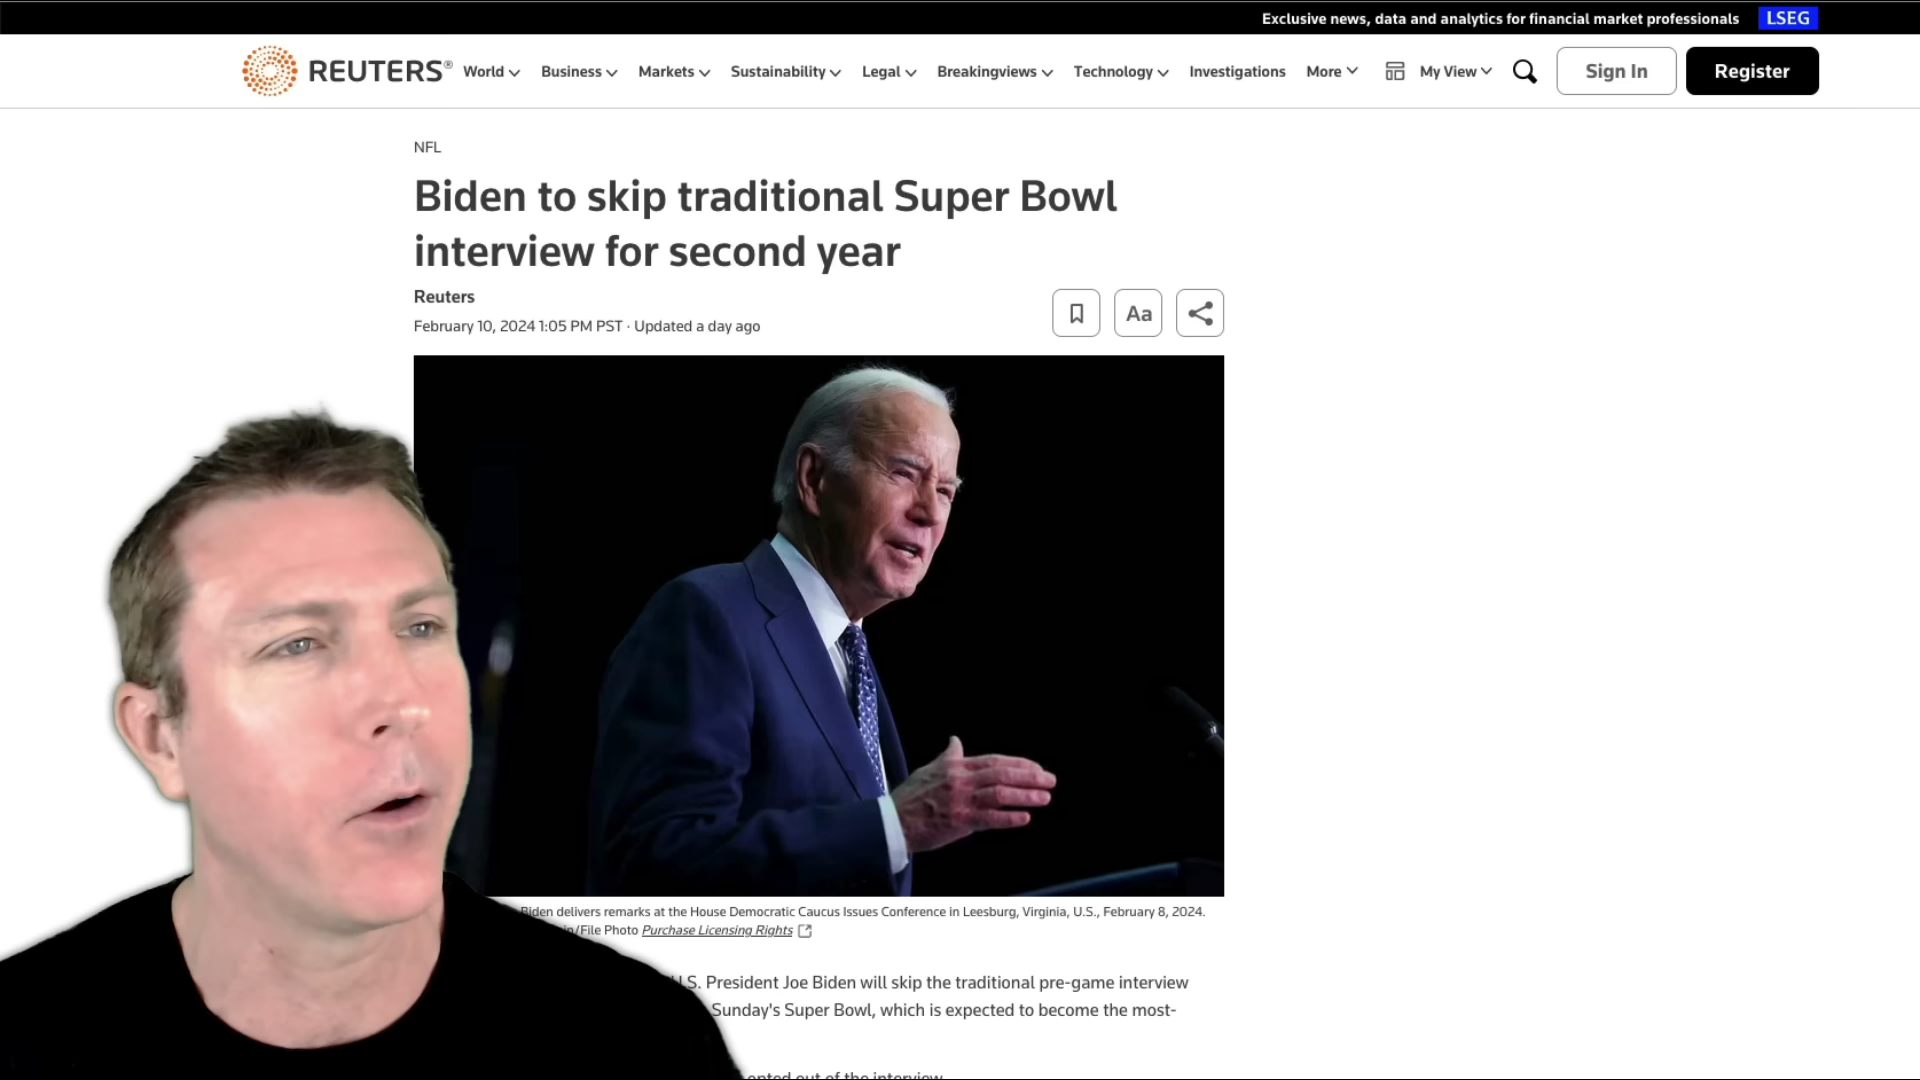 Exclusive news, data and analytics for financial market professionals LSEG
REUTERS® World Business Markets Sustainability Legal Breakingviews Technology Investigations More My View Sign In Register
NFL
Biden to skip traditional Super Bowl
interview for second year
Reuters
February 10, 2024 1:05 PM PST · Updated a day ago
Aa
Biden delivers remarks at the House Democratic Caucus Issues Conference in Leesburg, Virginia, U.S., February 8, 2024.
/File Photo Purchase Licensing Rights
U.S. President Joe Biden will skip the traditional pre-game interview
Sunday's Super Bowl, which is expected to become the most-
opted out of the interview